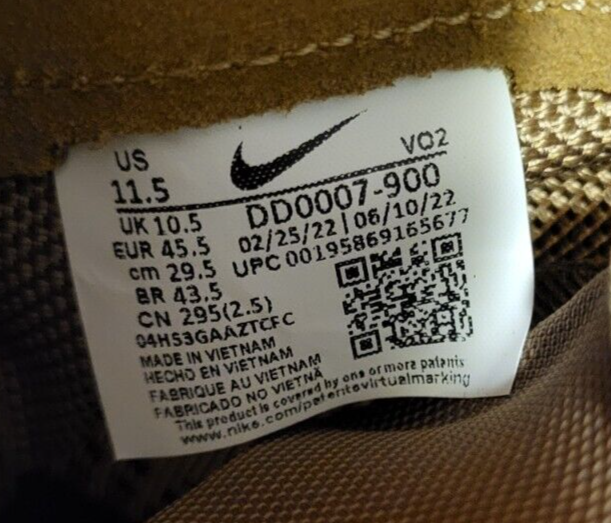 US
11.5
VO2
UK 10.5
DD0007-900
EUR 45.5
02/25/22 | 06/10/22
cm 29.5
UPC 00195869165677
BR 43.5
CN 295(2.5)
04HS3GAAZTCFC
MADE IN VIETNAM
HECHO EN VIETNAM
FABRIQUE AU VIETNAM
FABRICADO NO VIETNÃ
This product is covered by one or more patents
www.nike.com/patentsvirtualmarking